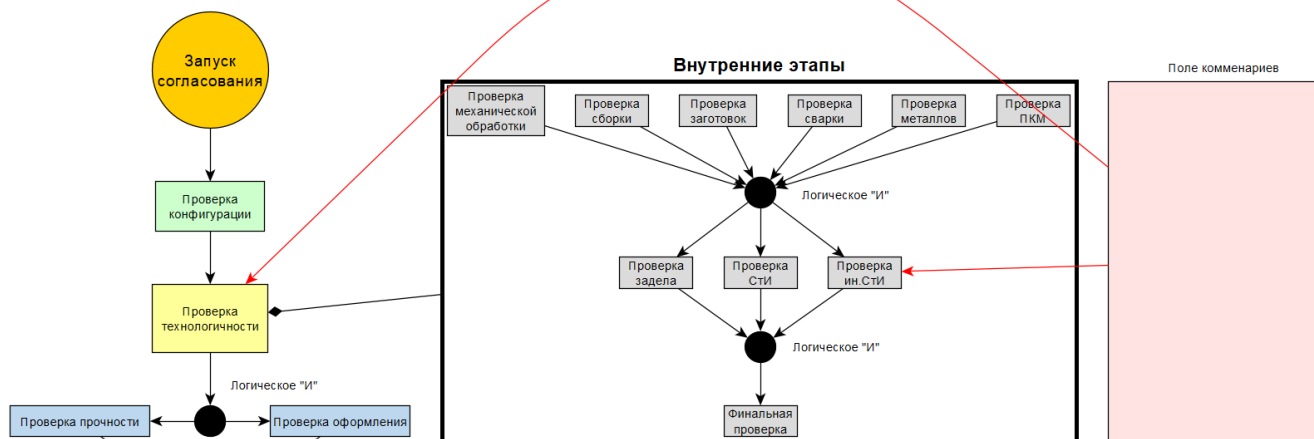 Запуск
согласования
Проверка
конфигурации
Проверка
технологичности
Логическое "И"
Проверка прочности
Проверка оформления
Внутренние этапы
Проверка
механической
обработки
Проверка
сборки
Проверка
заготовок
Проверка
сварки
Проверка
металлов
Проверка
ПКМ
Логическое "И"
Проверка
задела
Проверка
СтИ
Проверка
ин.СтИ
Логическое "И"
Финальная
проверка
Поле комменариев